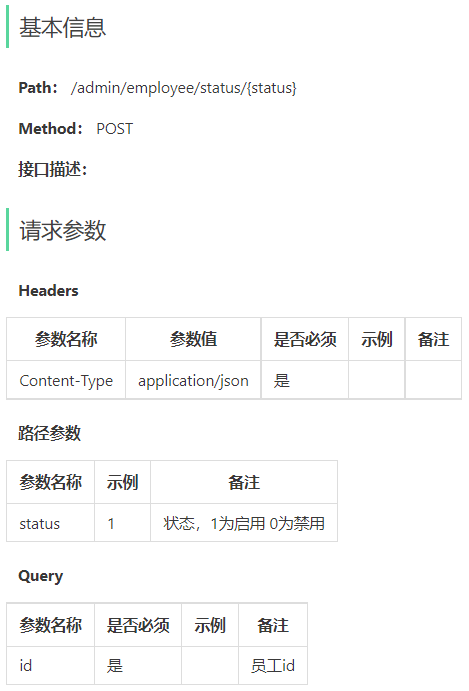 基本信息
Path： /admin/employee/status/{status}
Method： POST
接口描述：
请求参数
Headers
参数名称 参数值 是否必须 示例 备注
Content-Type application/json 是
路径参数
参数名称 示例 备注
status 1 状态，1为启用 0为禁用
Query
参数名称 是否必须 示例 备注
id 是 员工id